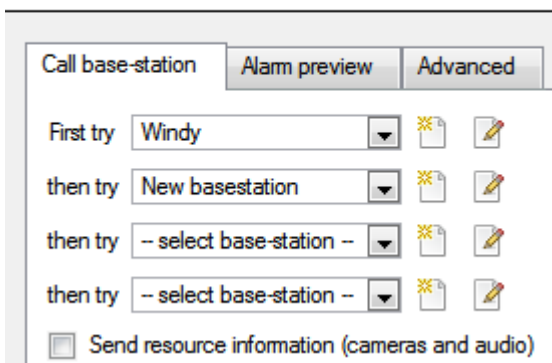 Call base-station Alarm preview Advanced
First try Windy
then try New basestation
then try -- select base-station --
then try -- select base-station --
Send resource information (cameras and audio)